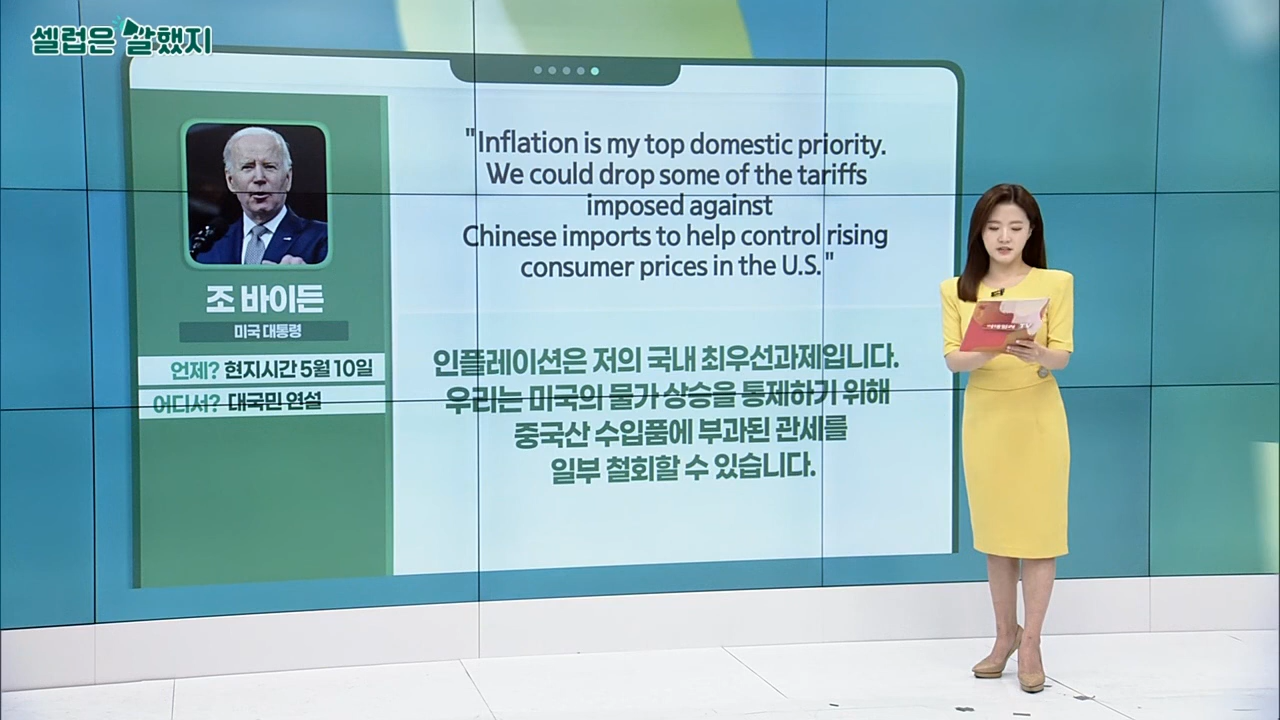 셀럽은 쌀했지
"Inflation is my top domestic priority.
We could drop some of the tariffs
imposed against
Chinese imports to help control rising
consumer prices in the U.S."
조 바이든
미국 대통령
언제? 현지시간 5월 10일
어디서? 대국민 연설
인플레이션은 저의 국내 최우선과제입니다.
우리는 미국의 물가 상승을 통제하기 위해
중국산 수입품에 부과된 관세를
일부 철회할 수 있습니다.